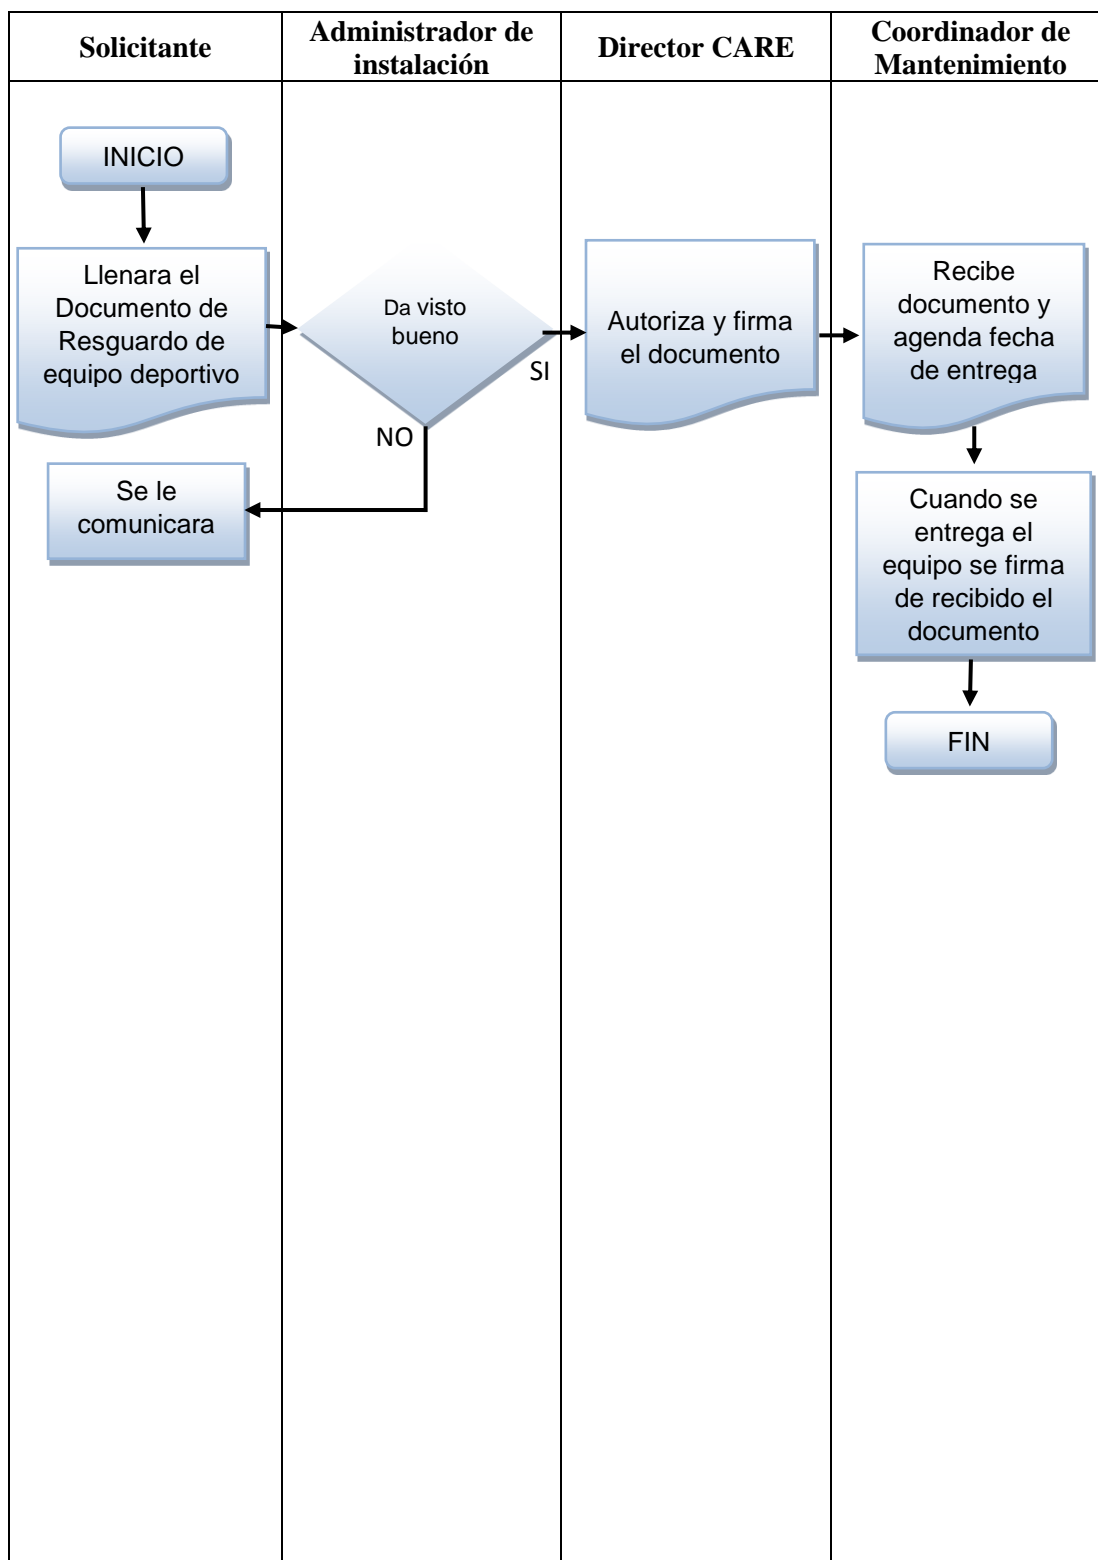 Solicitante
Administrador de
instalación
Director CARE
Coordinador de
Mantenimiento
INICIO
Llenara el
Documento de
Resguardo de
equipo deportivo
Da visto
bueno
SI
NO
Autoriza y firma
el documento
Recibe
documento y
agenda fecha
de entrega
Se le
comunicara
Cuando se
entrega el
equipo se firma
de recibido el
documento
FIN